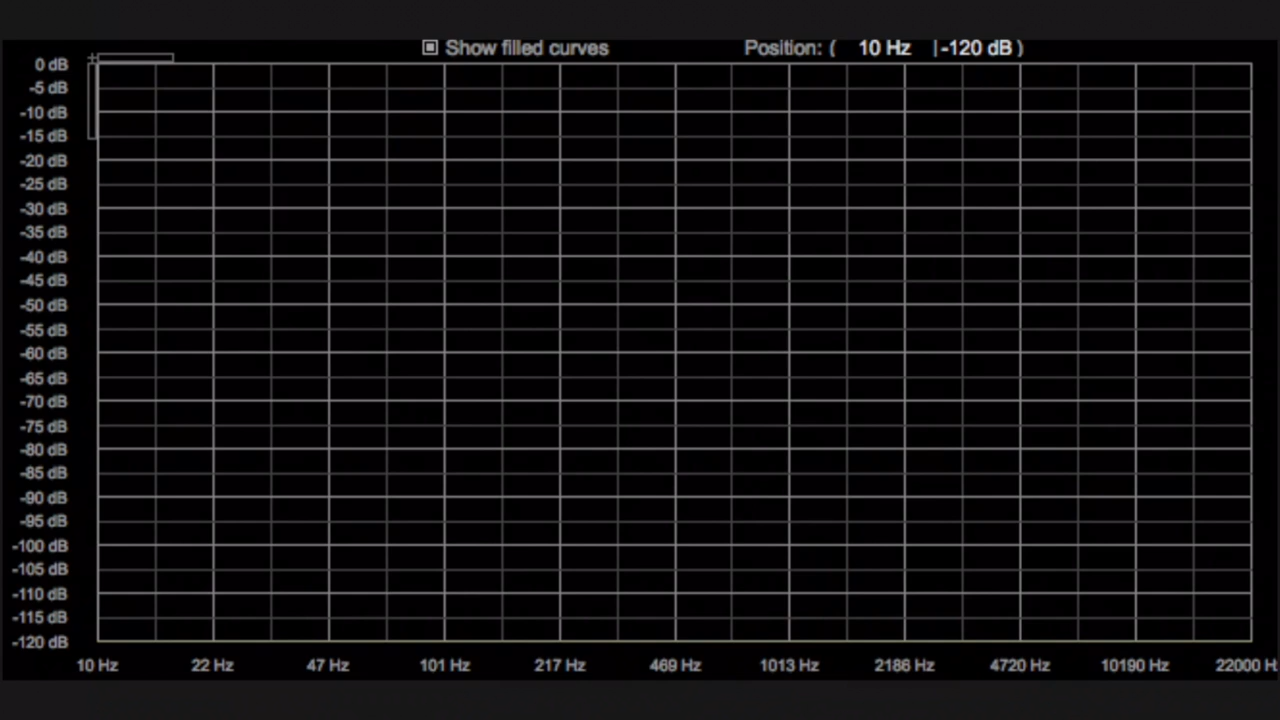 Show filled curves Position: ( 10 Hz |-120 dB )
0 dB
-5 dB
-10 dB
-15 dB
-20 dB
-25 dB
-30 dB
-35 dB
-40 dB
-45 dB
-50 dB
-55 dB
-60 dB
-65 dB
-70 dB
-75 dB
-80 dB
-85 dB
-90 dB
-95 dB
-100 dB
-105 dB
-110 dB
-115 dB
-120 dB
10 Hz 22 Hz 47 Hz 101 Hz 217 Hz 469 Hz 1013 Hz 2186 Hz 4720 Hz 10190 Hz 22000 H